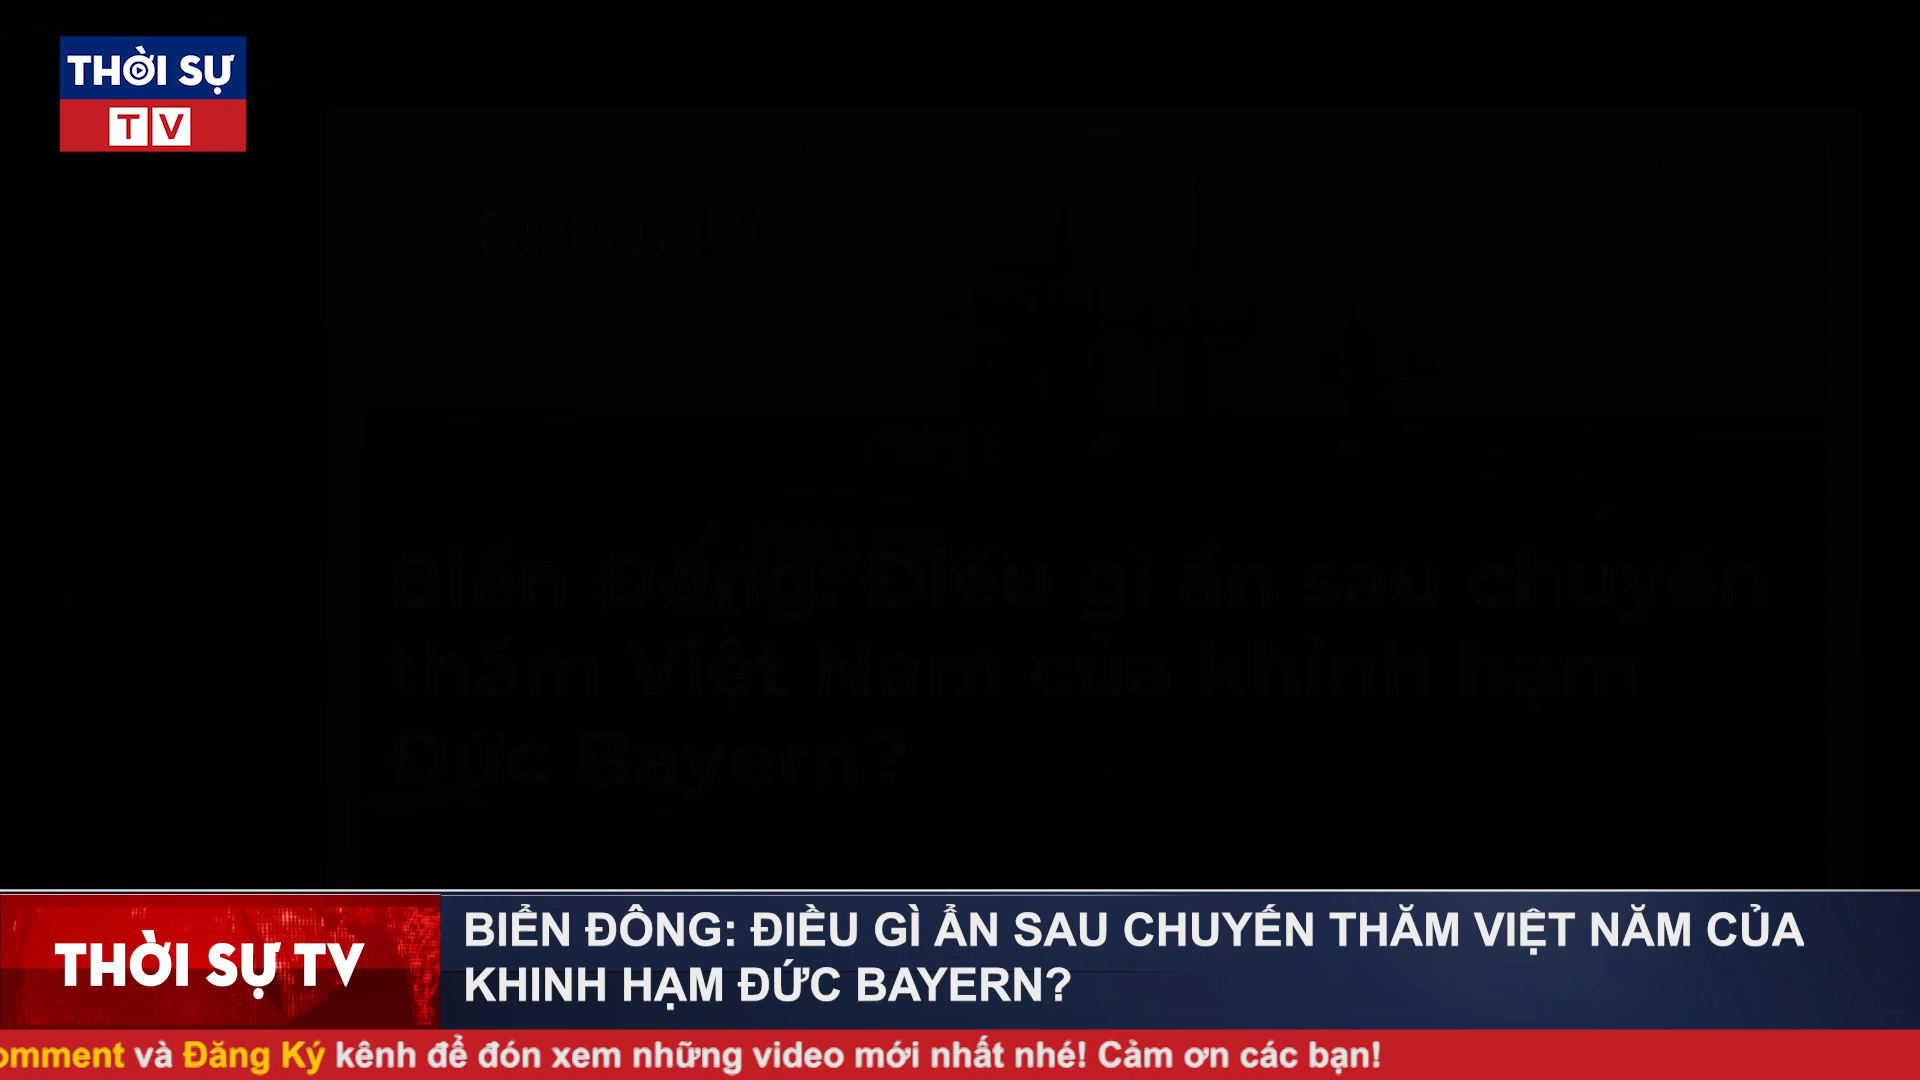 THỜI SỰ
TV
SPUTNIK
Biển Đông: Điều gì ẩn sau chuyến
thăm Việt Nam của khinh hạm
Đức Bayern?
THỜI SỰ TV
BIỂN ĐÔNG: ĐIỀU GÌ ẨN SAU CHUYẾN THĂM VIỆT NĂM CỦA
KHINH HẠM ĐỨC BAYERN?
omment và Đăng Ký kênh để đón xem những video mới nhất nhé! Cảm ơn các bạn!